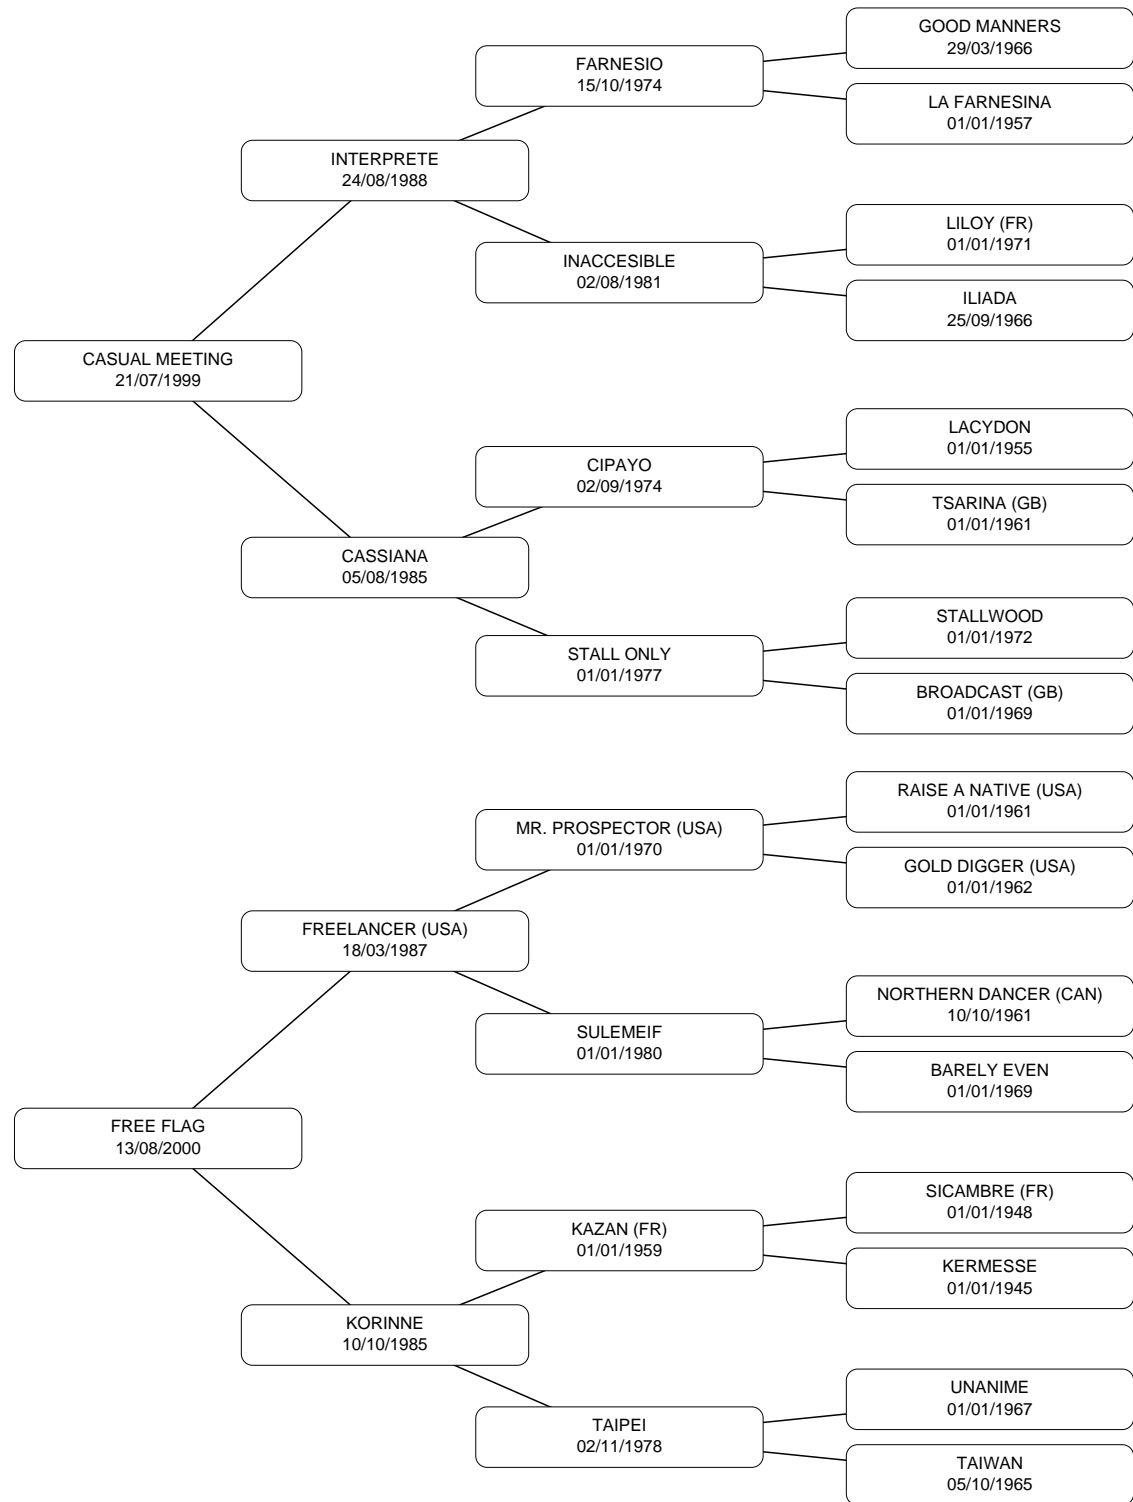 GOOD MANNERS
29/03/1966
FARNESIO
15/10/1974
LA FARNESINA
01/01/1957
INTERPRETE
24/08/1988
LILOY (FR)
01/01/1971
INACCESIBLE
02/08/1981
ILIADA
25/09/1966
CASUAL MEETING
21/07/1999
LACYDON
01/01/1955
CIPAYO
02/09/1974
TSARINA (GB)
01/01/1961
CASSIANA
05/08/1985
STALLWOOD
01/01/1972
STALL ONLY
01/01/1977
BROADCAST (GB)
01/01/1969
RAISE A NATIVE (USA)
01/01/1961
MR. PROSPECTOR (USA)
01/01/1970
GOLD DIGGER (USA)
01/01/1962
FREELANCER (USA)
18/03/1987
NORTHERN DANCER (CAN)
10/10/1961
SULEMEIF
01/01/1980
BARELY EVEN
01/01/1969
FREE FLAG
13/08/2000
SICAMBRE (FR)
01/01/1948
KAZAN (FR)
01/01/1959
KERMESSE
01/01/1945
KORINNE
10/10/1985
UNANIME
01/01/1967
TAIPEI
02/11/1978
TAIWAN
05/10/1965